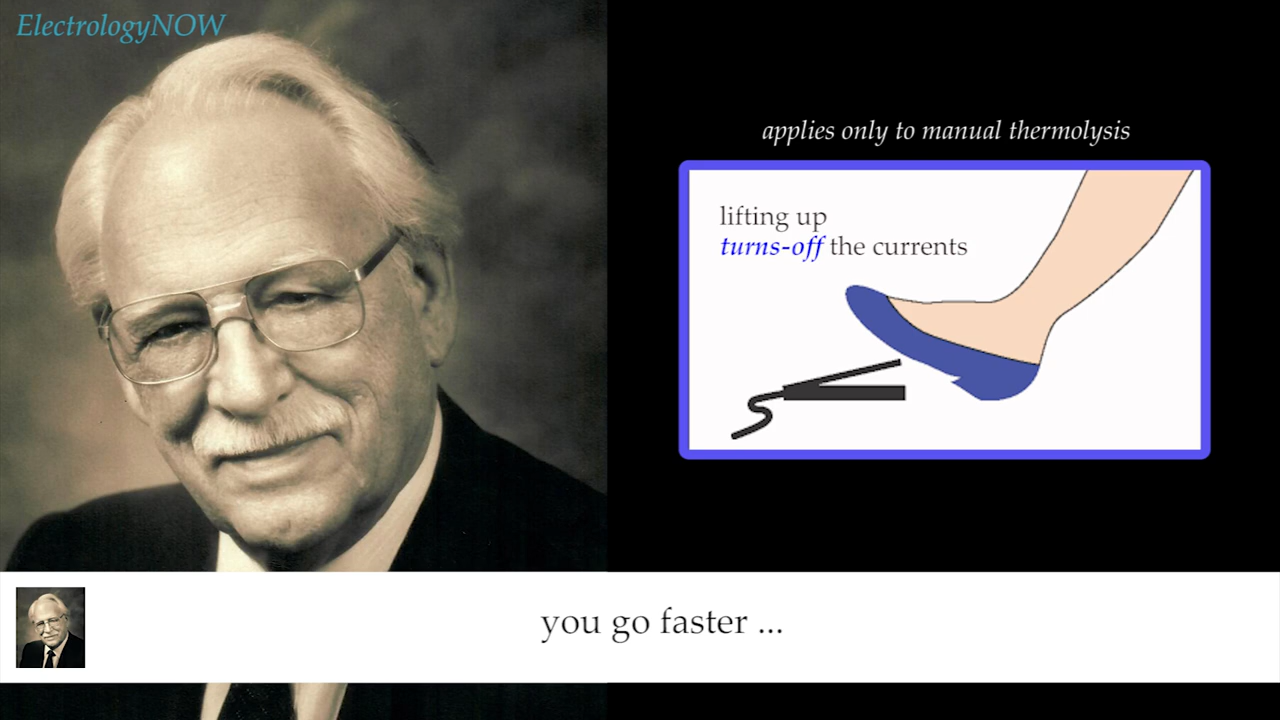 ElectrologyNOW
applies only to manual thermolysis
lifting up
turns-off the currents
you go faster ...